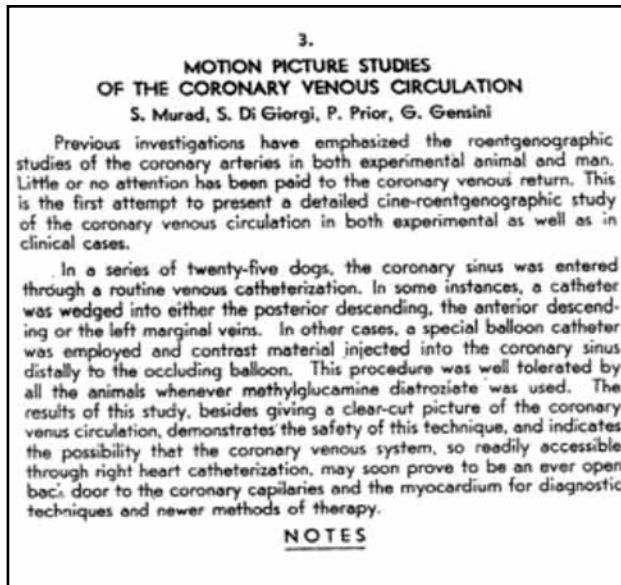 3.
MOTION PICTURE STUDIES
OF THE CORONARY VENOUS CIRCULATION
S. Murad, S. Di Giorgi, P. Prior, G. Gensini
Previous investigations have emphasized the roentgenographic
studies of the coronary arteries in both experimental animal and man.
Little or no attention has been paid to the coronary venous return. This
is the first attempt to present a detailed cine-roentgenographic study
of the coronary venous circulation in both experimental as well as in
clinical cases.
In a series of twenty-five dogs, the coronary sinus was entered
through a routine venous catheterization. In some instances, a catheter
was wedged into either the posterior descending, the anterior descend-
ing or the left marginal veins. In other cases, a special balloon catheter
was employed and contrast material injected into the coronary sinus
distally to the occluding balloon. This procedure was well tolerated by
all the animals whenever methylglucamine diatroziate was used. The
results of this study, besides giving a clear-cut picture of the coronary
venus circulation, demonstrates the safety of this technique, and indicates
the possibility that the coronary venous system, so readily accessible
through right heart catheterization, may soon prove to be an ever open
back door to the coronary capilaries and the myocardium for diagnostic
techniques and newer methods of therapy.
NOTES